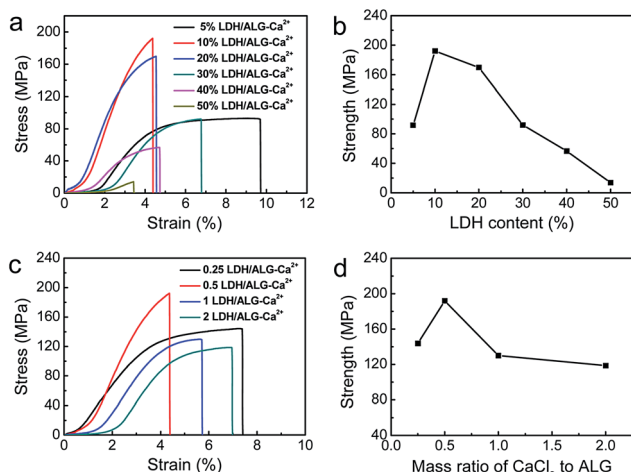 a
200
160
120
80
40
0
Stress (MPa)
5% LDH/ALG-Ca²⁺
10% LDH/ALG-Ca²⁺
20% LDH/ALG-Ca²⁺
30% LDH/ALG-Ca²⁺
40% LDH/ALG-Ca²⁺
50% LDH/ALG-Ca²⁺
0 2 4 6 8 10 12
Strain (%)
b
240
200
160
120
80
40
0
Strength (MPa)
0 10 20 30 40 50
LDH content (%)
c
240
200
160
120
80
40
0
Stress (MPa)
0.25 LDH/ALG-Ca²⁺
0.5 LDH/ALG-Ca²⁺
1 LDH/ALG-Ca²⁺
2 LDH/ALG-Ca²⁺
0 2 4 6 8 10
Strain (%)
d
240
200
160
120
80
40
Strength (MPa)
0.0 0.5 1.0 1.5 2.0
Mass ratio of CaCl to ALG